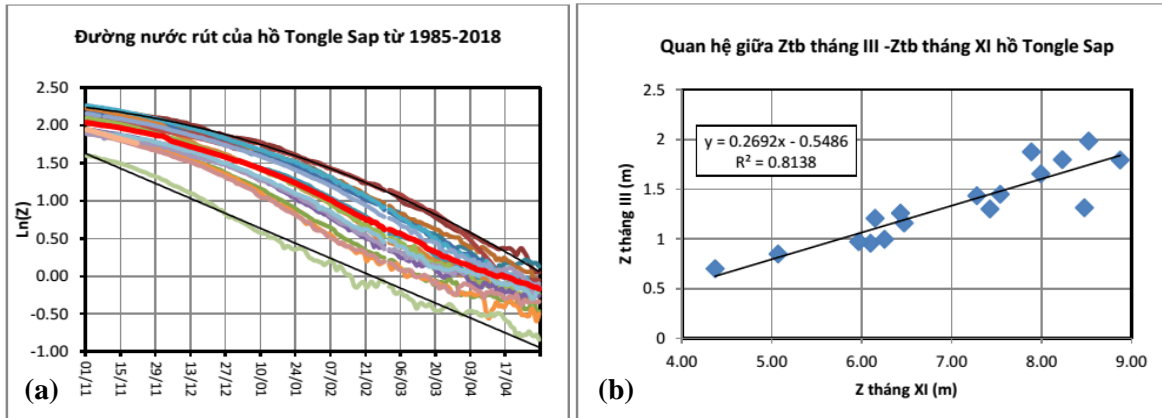 Đường nước rút của hồ Tongle Sap từ 1985-2018
Ln(Z)
2.50
2.00
1.50
1.00
0.50
0.00
-0.50
-1.00
01/11
15/11
29/11
13/12
27/12
10/01
24/01
07/02
21/02
06/03
20/03
03/04
17/04
(a)
Quan hệ giữa Ztb tháng III -Ztb tháng XI hồ Tongle Sap
Z tháng III (m)
2.5
2
1.5
1
0.5
0
y = 0.2692x - 0.5486
R² = 0.8138
4.00 5.00 6.00 7.00 8.00 9.00
Z tháng XI (m)
(b)